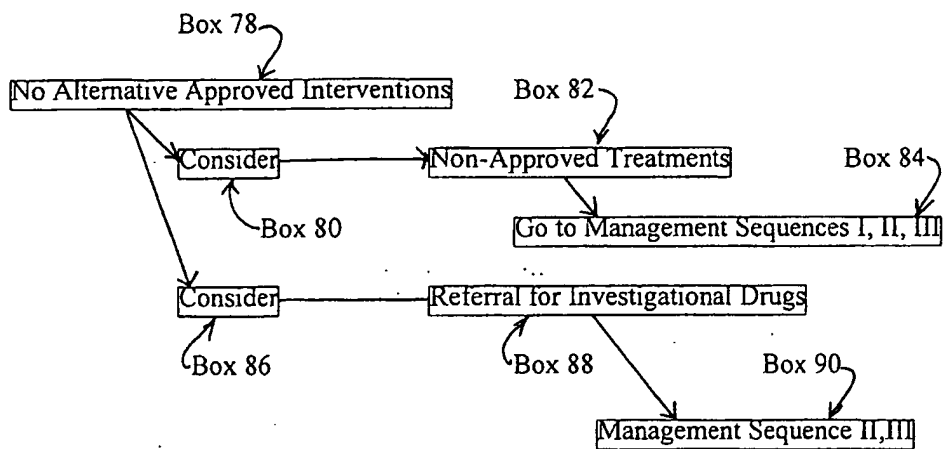 Box 78
No Alternative Approved Interventions
Box 82
Consider
Non-Approved Treatments
Box 84
Box 80
Go to Management Sequences I, II, III
Consider
Referral for Investigational Drugs
Box 86
Box 88
Box 90
Management Sequence II,III